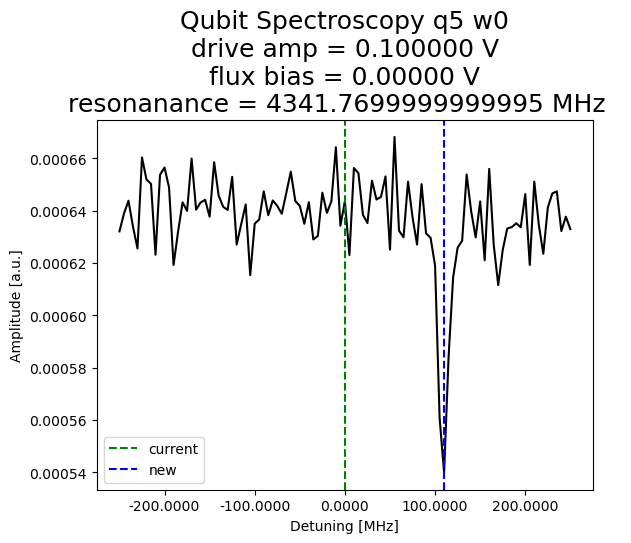 Qubit Spectroscopy q5 w0
drive amp = 0.100000 V
flux bias = 0.00000 V
resonanance = 4341.7699999999995 MHz
0.00066
0.00064
0.00062
0.00060
0.00058
0.00056
0.00054
Amplitude [a.u.]
current
new
-200.0000 -100.0000 0.0000 100.0000 200.0000
Detuning [MHz]